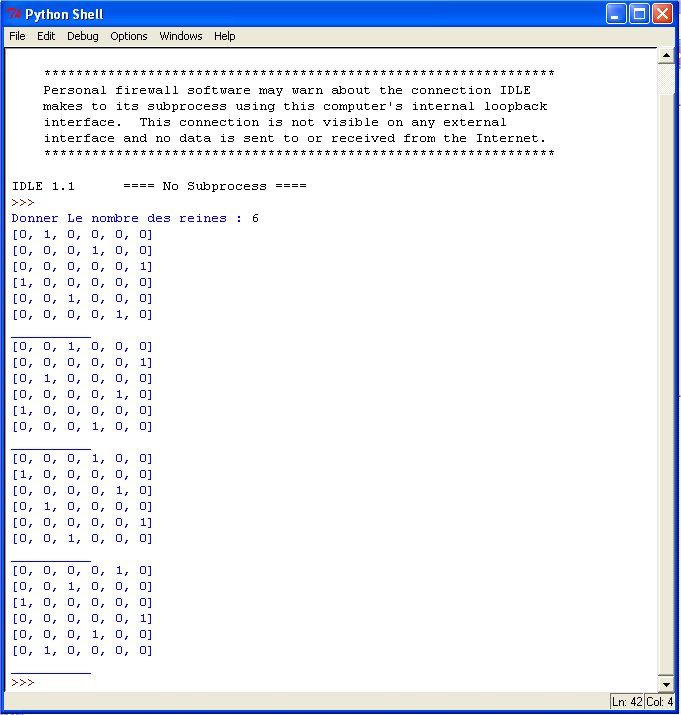 Python Shell
File Edit Debug Options Windows Help
****************************************************************
Personal firewall software may warn about the connection IDLE
makes to its subprocess using this computer's internal loopback
interface.  This connection is not visible on any external
interface and no data is sent to or received from the Internet.
****************************************************************
IDLE 1.1      ==== No Subprocess ====
>>>
Donner Le nombre des reines : 6
[0, 1, 0, 0, 0, 0]
[0, 0, 0, 1, 0, 0]
[0, 0, 0, 0, 0, 1]
[1, 0, 0, 0, 0, 0]
[0, 0, 1, 0, 0, 0]
[0, 0, 0, 0, 1, 0]
__________
[0, 0, 1, 0, 0, 0]
[0, 0, 0, 0, 0, 1]
[0, 1, 0, 0, 0, 0]
[0, 0, 0, 0, 1, 0]
[1, 0, 0, 0, 0, 0]
[0, 0, 0, 1, 0, 0]
__________
[0, 0, 0, 1, 0, 0]
[1, 0, 0, 0, 0, 0]
[0, 0, 0, 0, 1, 0]
[0, 1, 0, 0, 0, 0]
[0, 0, 0, 0, 0, 1]
[0, 0, 1, 0, 0, 0]
__________
[0, 0, 0, 0, 1, 0]
[0, 0, 1, 0, 0, 0]
[1, 0, 0, 0, 0, 0]
[0, 0, 0, 0, 0, 1]
[0, 0, 0, 1, 0, 0]
[0, 1, 0, 0, 0, 0]
__________
>>>
Ln: 42 Col: 4